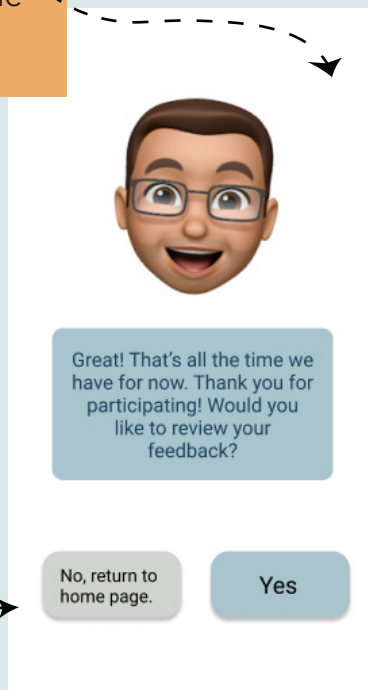 Great! That's all the time we
have for now. Thank you for
participating! Would you
like to review your
feedback?
No, return to
home page.
Yes